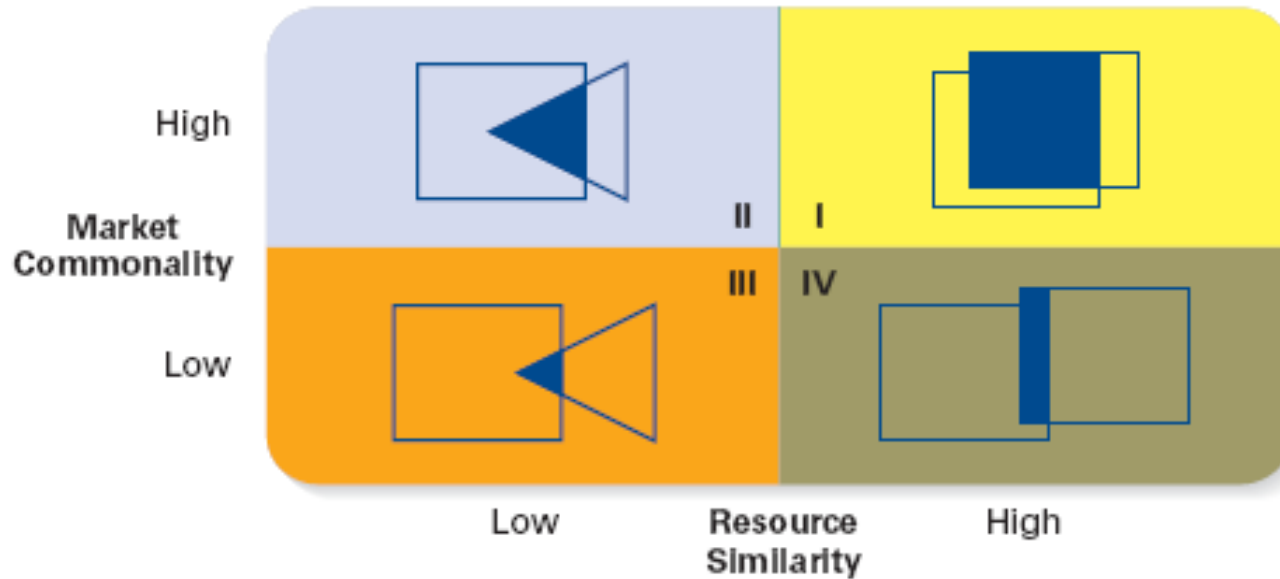 High
Market
Commonality
II
I
III
IV
Low
Low
Resource
Similarity
High